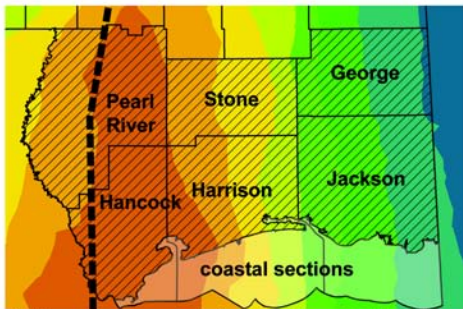 George
Pearl
River
Stone
Hancock
Harrison
Jackson
coastal sections